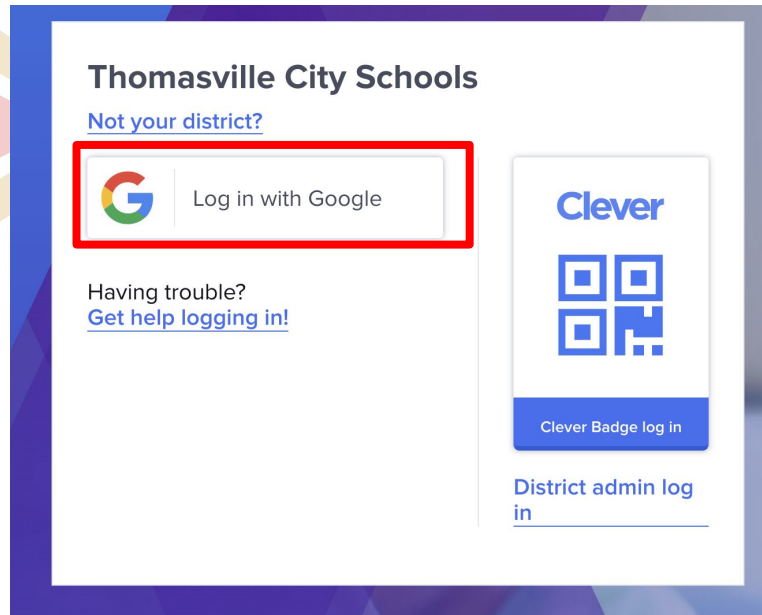 Thomasville City Schools
Not your district?
Log in with Google
Having trouble?
Get help logging in!
Clever
Clever Badge log in
District admin log
in